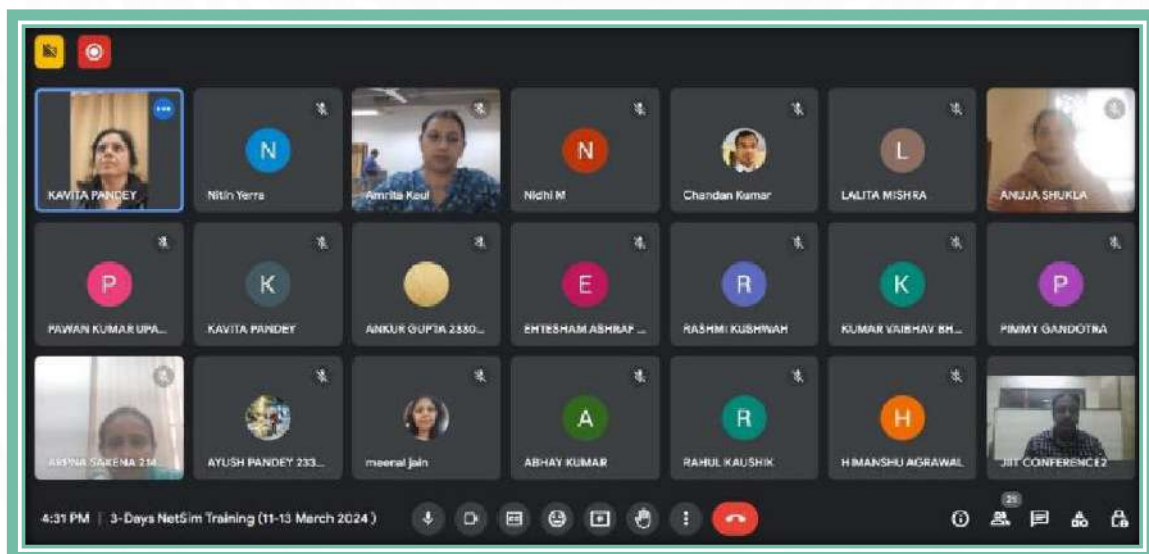 KAVITA PANDEY
N
Nitin Yerra
Amrita Kaul
N
Nidhi M
Chandan Kumar
L
LALITA MISHRA
ANUJA SHUKLA
P
PAWAN KUMAR UPA...
K
KAVITA PANDEY
ANKUR GUPTA 2330...
E
EHTESHAM ASHRAF ...
R
RASHMI KUSHWAH
K
KUMAR VAIBHAV BH...
P
PIMMY GANDOTRA
ARPNA SAXENA 214...
AYUSH PANDEY 233...
meenal jain
A
ABHAY KUMAR
R
RAHUL KAUSHIK
H
HIMANSHU AGRAWAL
JIIT CONFERENCE2
4:31 PM | 3-Days NetSim Training (11-13 March 2024 )
21